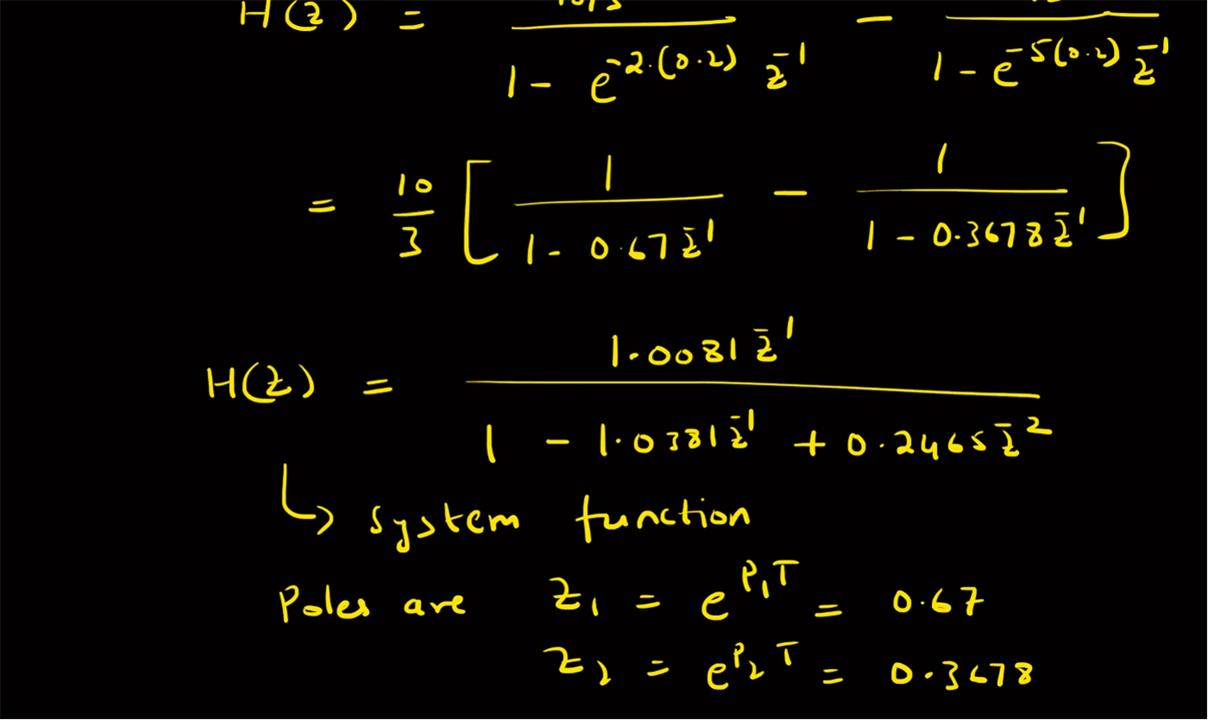 H(z) = 10/3 −
1 - e^-2.(0.2) z^-1 1 - e^-5(0.2) z^-1
= 10/3 [ 1 / 1 - 0.67 z^-1 − 1 / 1 - 0.3678 z^-1 ]
H(z) = 1.0081 z^-1 / 1 - 1.0381 z^-1 + 0.2465 z^-2
↳ system function
Poles are z1 = e^P1T = 0.67
z2 = e^P2T = 0.3678